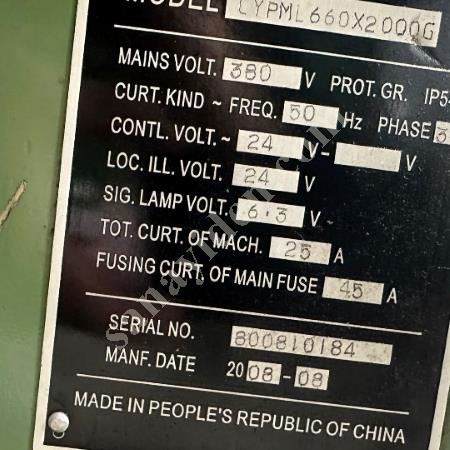 MODEL CYPML660X2000G
MAINS VOLT. 380 V PROT. GR. IP5
CURT. KIND ~ FREQ. 50 Hz PHASE 3
CONTL. VOLT. ~ 24 V- V
LOC. ILL. VOLT. 24 V
SIG. LAMP VOLT. 6.3 V
TOT. CURT. OF MACH. 25 A
FUSING CURT. OF MAIN FUSE 45 A
SERIAL NO. 800810184
MANF. DATE 2008-08
MADE IN PEOPLE'S REPUBLIC OF CHINA
sanayiden.com